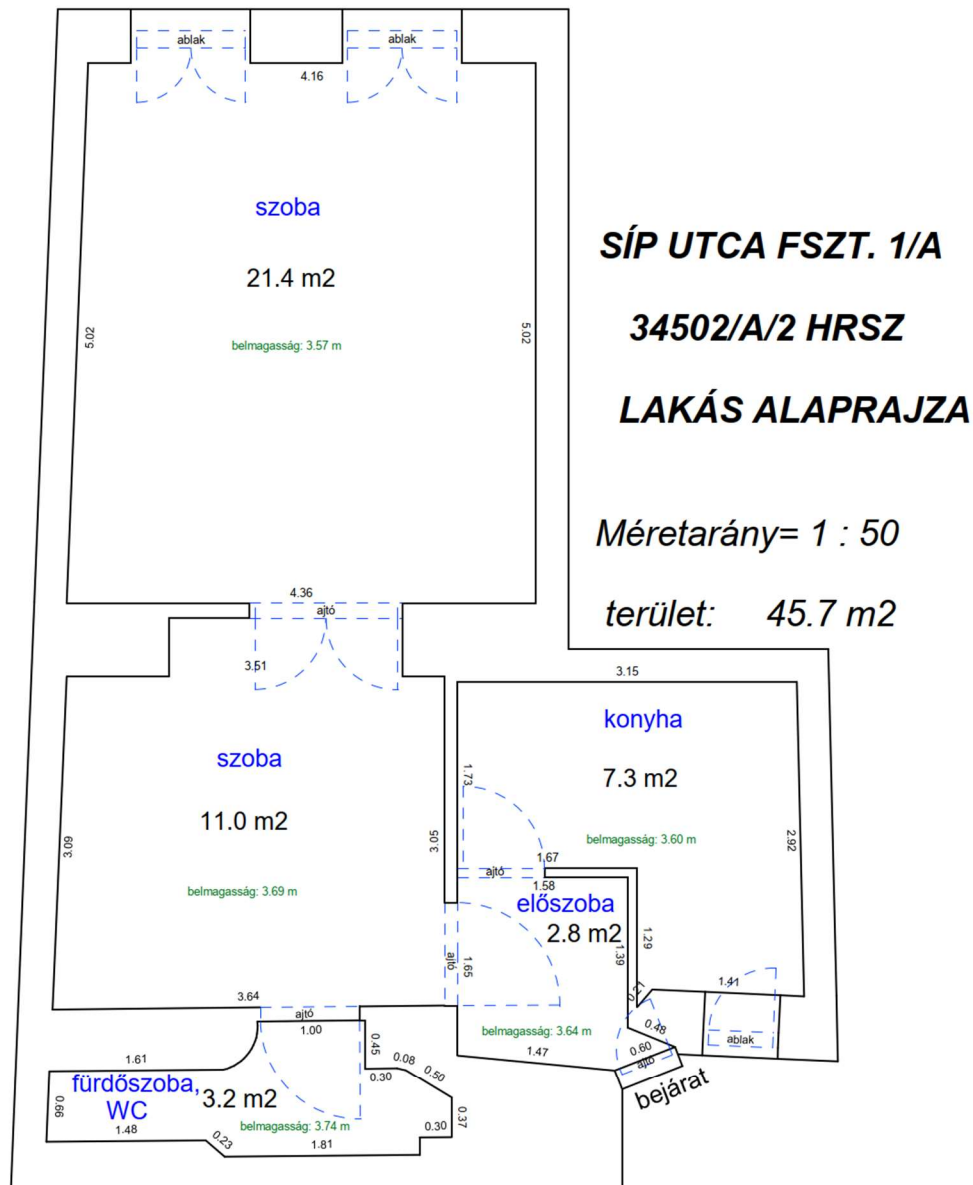 ablak
ablak
4.16
szoba
21.4 m2
belmagasság: 3.57 m
5.02
5.02
SÍP UTCA FSZT. 1/A
34502/A/2 HRSZ
LAKÁS ALAPRAJZA
Méretarány= 1 : 50
terület: 45.7 m2
4.36
ajtó
3.51
3.15
konyha
7.3 m2
belmagasság: 3.60 m
1.73
2.92
szoba
11.0 m2
belmagasság: 3.69 m
3.09
3.05
1.67
ajtó
1.58
előszoba
2.8 m2
1.39
1.29
ajtó
1.65
belmagasság: 3.64 m
0.21
1.41
0.48
0.60
ajtó
ablak
bejárat
1.47
3.64
ajtó
1.00
0.45
0.08
0.30
0.50
1.61
fürdőszoba,
WC
3.2 m2
belmagasság: 3.74 m
0.99
1.48
0.23
1.81
0.30
0.37